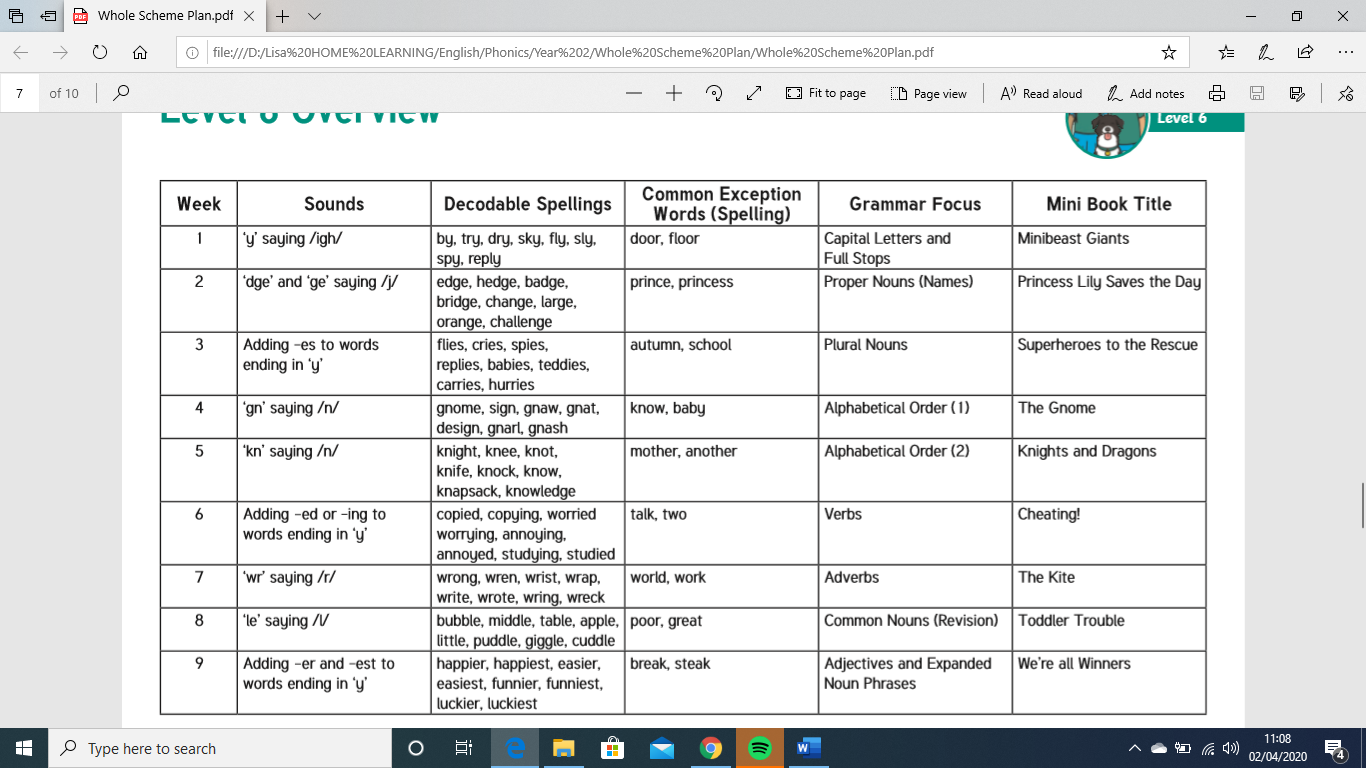 Whole Scheme Plan.pdf
file:///D:/Lisa%20HOME%20LEARNING/English/Phonics/Year%202/Whole%20Scheme%20Plan/Whole%20Scheme%20Plan.pdf
7 of 10 Fit to page Page view Read aloud Add notes
Level 6 Overview
Level 6
Week Sounds Decodable Spellings Common Exception Words (Spelling) Grammar Focus Mini Book Title
1 ‘y’ saying /igh/ by, try, dry, sky, fly, sly, door, floor Capital Letters and Minibeast Giants
spy, reply Full Stops
2 ‘dge’ and ‘ge’ saying /j/ edge, hedge, badge, prince, princess Proper Nouns (Names) Princess Lily Saves the Day
bridge, change, large,
orange, challenge
3 Adding –es to words flies, cries, spies, autumn, school Plural Nouns Superheroes to the Rescue
ending in ‘y’ replies, babies, teddies,
carries, hurries
4 ‘gn’ saying /n/ gnome, sign, gnaw, gnat, know, baby Alphabetical Order (1) The Gnome
design, gnarl, gnash
5 ‘kn’ saying /n/ knight, knee, knot, mother, another Alphabetical Order (2) Knights and Dragons
knife, knock, know,
knapsack, knowledge
6 Adding –ed or –ing to copied, copying, worried talk, two Verbs Cheating!
words ending in ‘y’ worrying, annoying,
annoyed, studying, studied
7 ‘wr’ saying /r/ wrong, wren, wrist, wrap, world, work Adverbs The Kite
write, wrote, wring, wreck
8 ‘le’ saying /l/ bubble, middle, table, apple, poor, great Common Nouns (Revision) Toddler Trouble
little, puddle, giggle, cuddle
9 Adding –er and –est to happier, happiest, easier, break, steak Adjectives and Expanded We’re all Winners
words ending in ‘y’ easiest, funnier, funniest, Noun Phrases
luckier, luckiest
Type here to search
11:08
02/04/2020
4